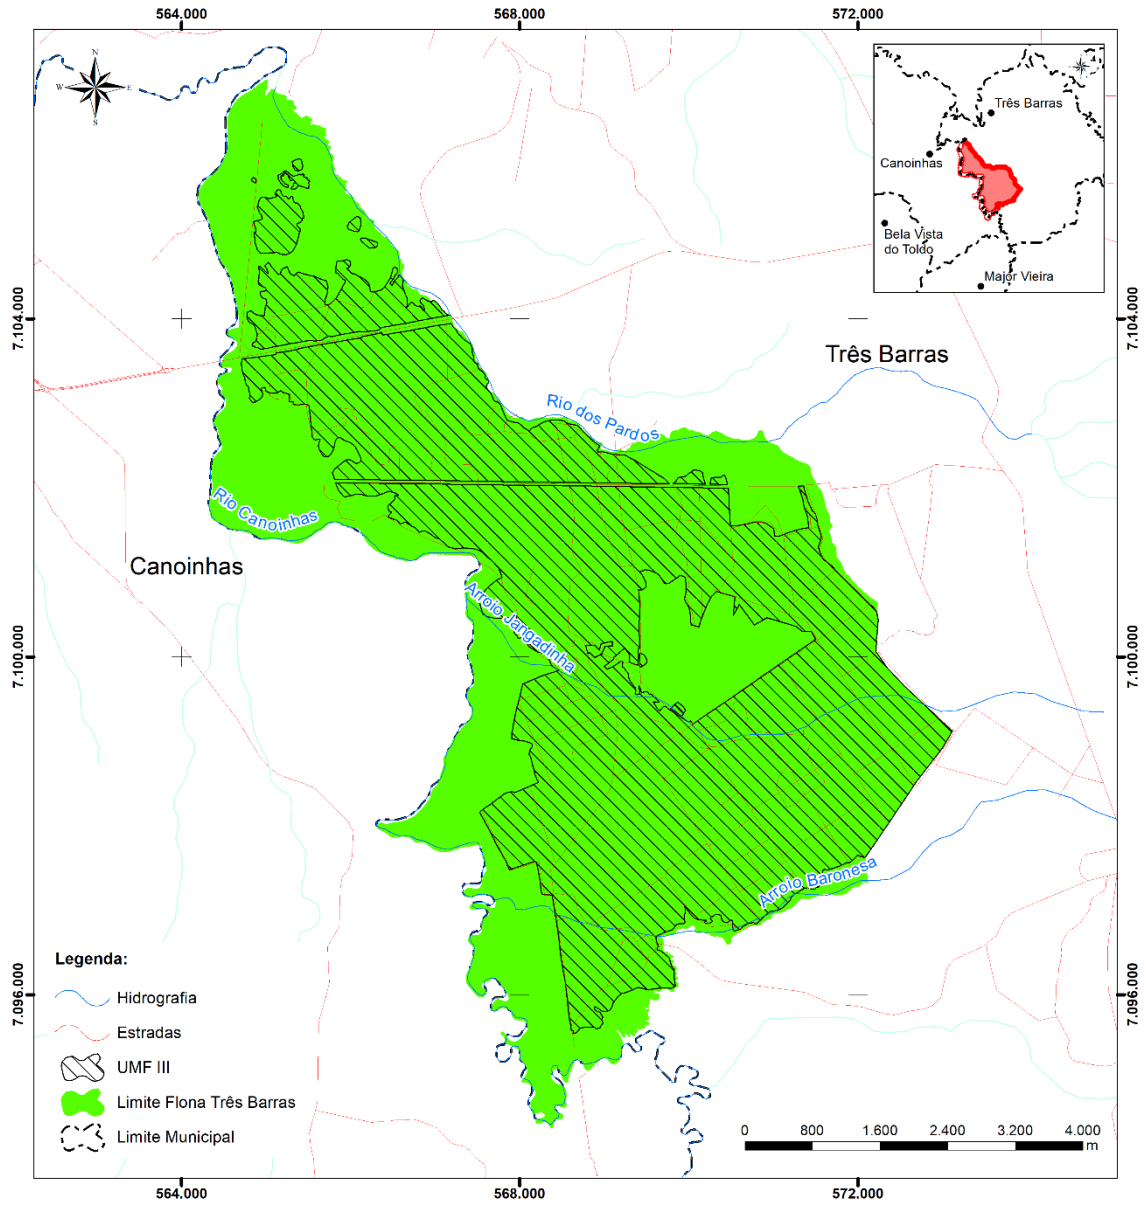 564.000
568.000
572.000
N
W
E
S
Três Barras
Canoinhas
Bela Vista
do Toldo
Major Vieira
7.104.000
7.104.000
Três Barras
Rio dos Pardos
Rio Canoinhas
Canoinhas
Arroio Jangadinha
7.100.000
7.100.000
Arroio Baronesa
Legenda:
Hidrografia
Estradas
UMF III
Limite Flona Três Barras
Limite Municipal
7.096.000
7.096.000
0 800 1.600 2.400 3.200 4.000
m
564.000
568.000
572.000